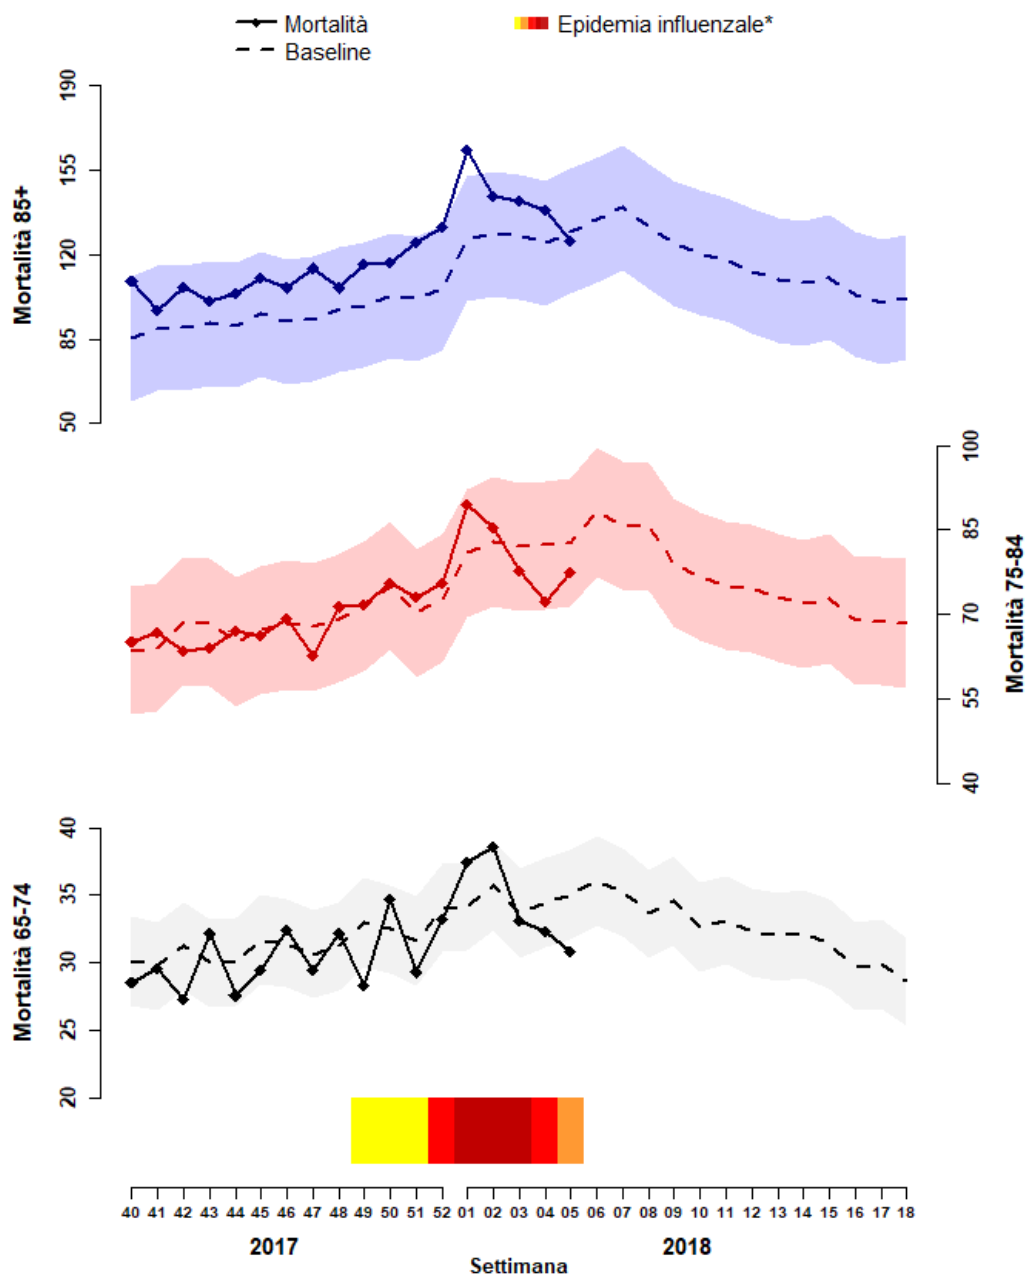 Mortalità
Epidemia influenzale*
Baseline
Mortalità 85+
190
155
120
85
50
Mortalità 75-84
100
85
70
55
40
Mortalità 65-74
40
35
30
25
20
40 41 42 43 44 45 46 47 48 49 50 51 52 01 02 03 04 05 06 07 08 09 10 11 12 13 14 15 16 17 18
2017 2018
Settimana